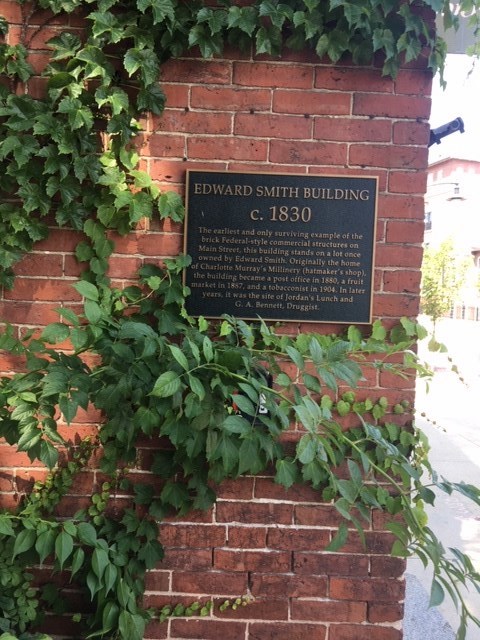 EDWARD SMITH BUILDING
c. 1830
The earliest and only surviving example of the
brick Federal-style commercial structures on
Main Street, this building stands on a lot once
owned by Edward Smith. Originally the home
of Charlotte Murray's Millinery (hatmaker's shop),
the building became a post office in 1880, a fruit
market in 1887, and a tobacconist in 1904. In later
years, it was the site of Jordan's Lunch and
G. A. Bennett, Druggist.